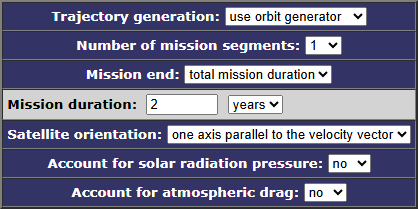 Trajectory generation: use orbit generator
Number of mission segments: 1
Mission end: total mission duration
Mission duration: 2 years
Satellite orientation: one axis parallel to the velocity vector
Account for solar radiation pressure: no
Account for atmospheric drag: no